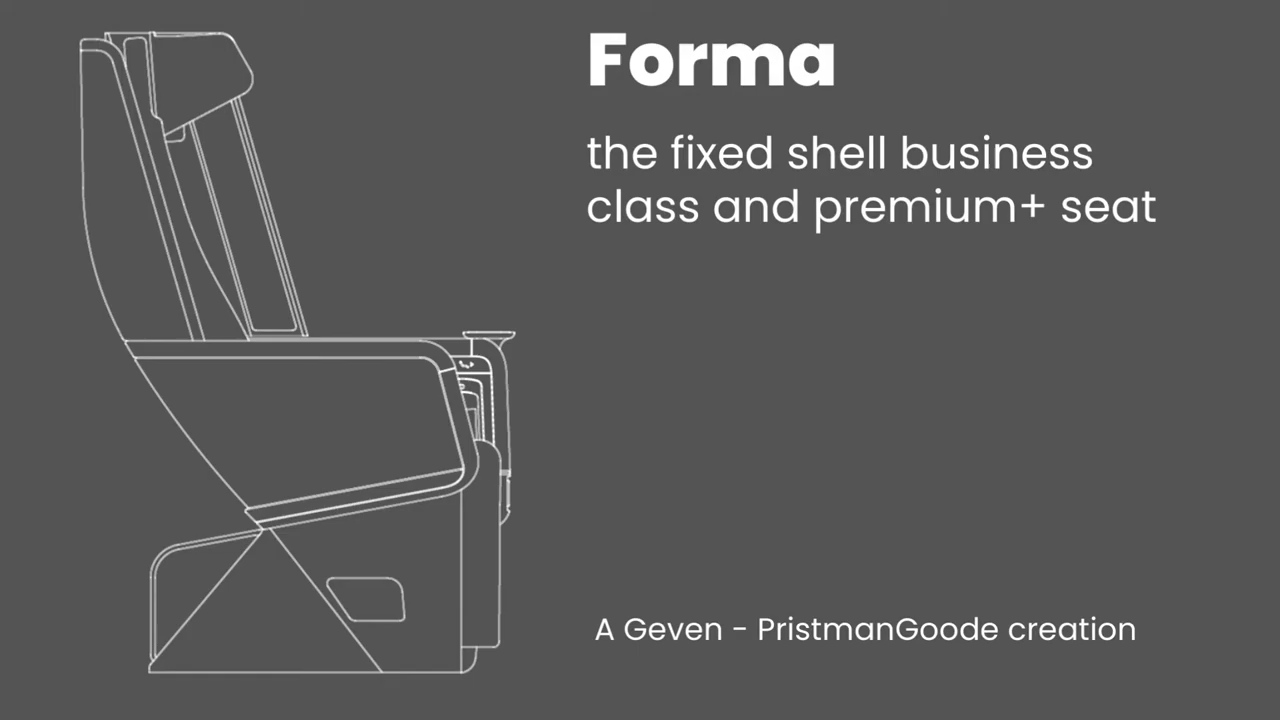 Forma
the fixed shell business
class and premium+ seat
A Geven - PristmanGoode creation